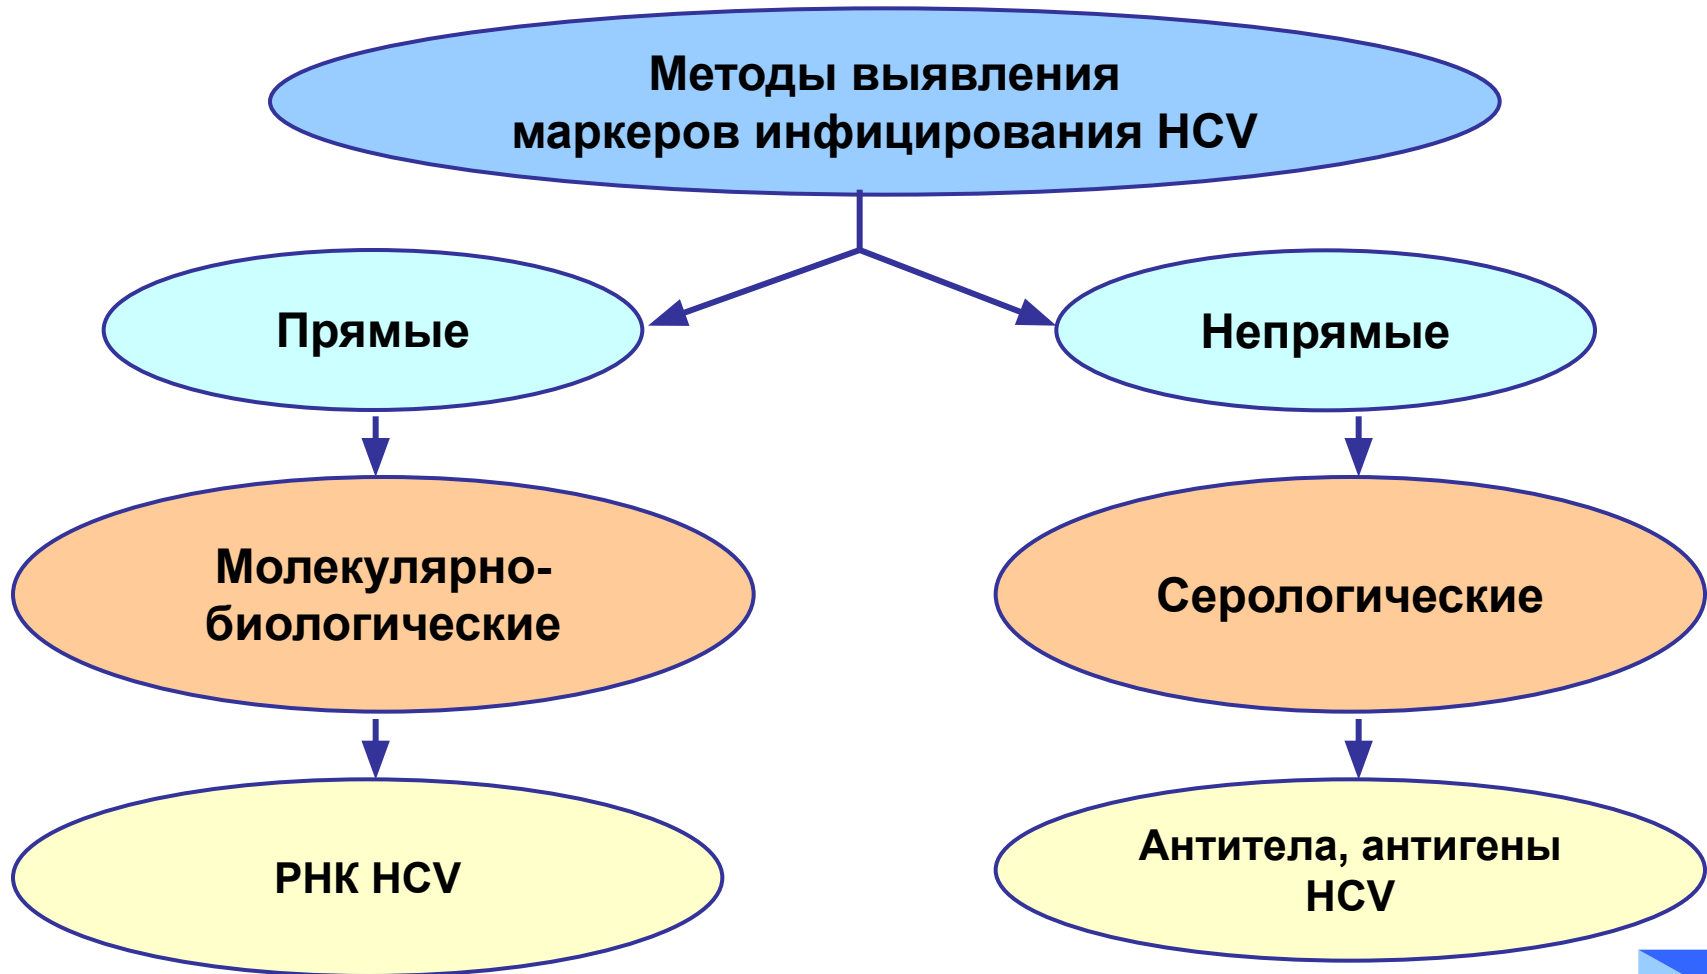 Методы выявления
маркеров инфицирования HCV
Прямые
Непрямые
Молекулярно-
биологические
Серологические
РНК HCV
Антитела, антигены
HCV